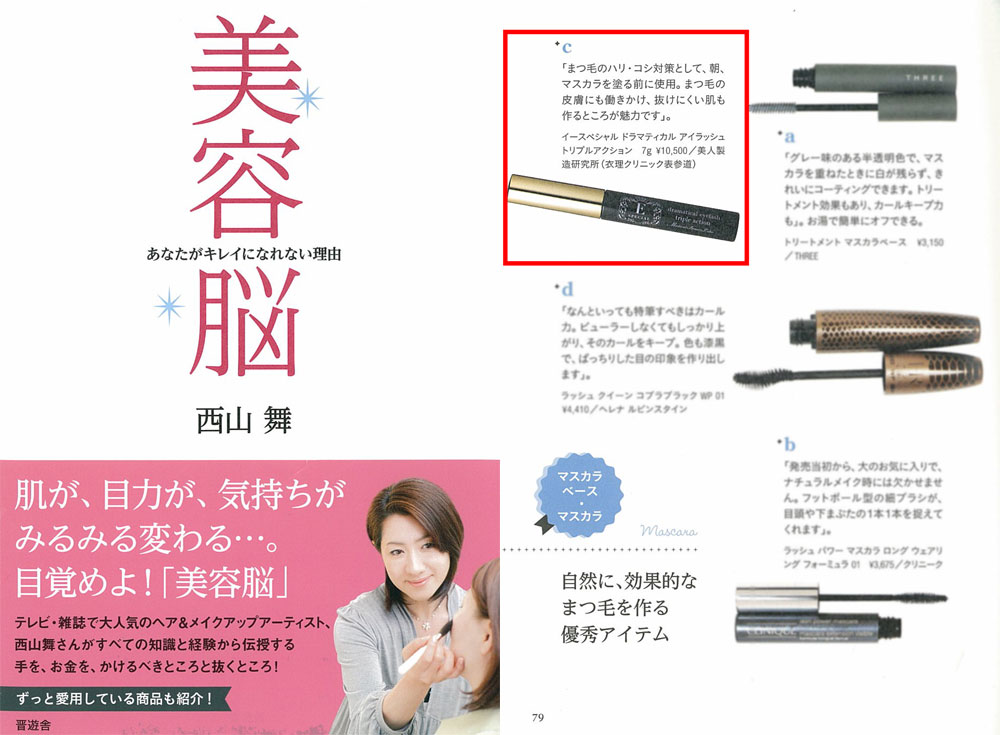 美容脳
あなたがキレイになれない理由
西山 舞
肌が、目力が、気持ちが
みるみる変わる…。
目覚めよ！「美容脳」
テレビ・雑誌で大人気のヘア&メイクアップアーティスト、
西山舞さんがすべての知識と経験から伝授する
手を、お金を、かけるべきところと抜くところ！
ずっと愛用している商品も紹介！
晋遊舎
c
「まつ毛のハリ・コシ対策として、朝、
マスカラを塗る前に使用。まつ毛の
皮膚にも働きかけ、抜けにくい肌も
作るところが魅力です」。
イースペシャル ドラマティカル アイラッシュ
トリプルアクション 7g ¥10,500／美人製
造研究所（衣理クリニック表参道）
E
SPECIAL
dramatical eyelash
triple action
THREE
a
「グレー味のある半透明色で、マス
カラを重ねたときに白が残らず、き
れいにコーティングできます。トリー
トメント効果もあり、カールキープ力
も」。お湯で簡単にオフできる。
トリートメント マスカラベース ¥3,150
／THREE
d
「なんといっても特筆すべきはカール
力。ビューラーしなくてもしっかり上
がり、そのカールをキープ。色も漆黒
で、ぱっちりした目の印象を作り出し
ます」。
ラッシュ クイーン コブラブラック WP 01
¥4,410／ヘレナ ルビンスタイン
b
「発売当初から、大のお気に入りで、
ナチュラルメイク時には欠かせませ
ん。フットボール型の細ブラシが、
目頭や下まぶたの1本1本を捉えて
くれます」。
ラッシュ パワー マスカラ ロング ウェアリ
ング フォーミュラ 01 ¥3,675／クリニーク
マスカラ
ベース
・
マスカラ
Mascara
自然に、効果的な
まつ毛を作る
優秀アイテム
CLINIQUE
79